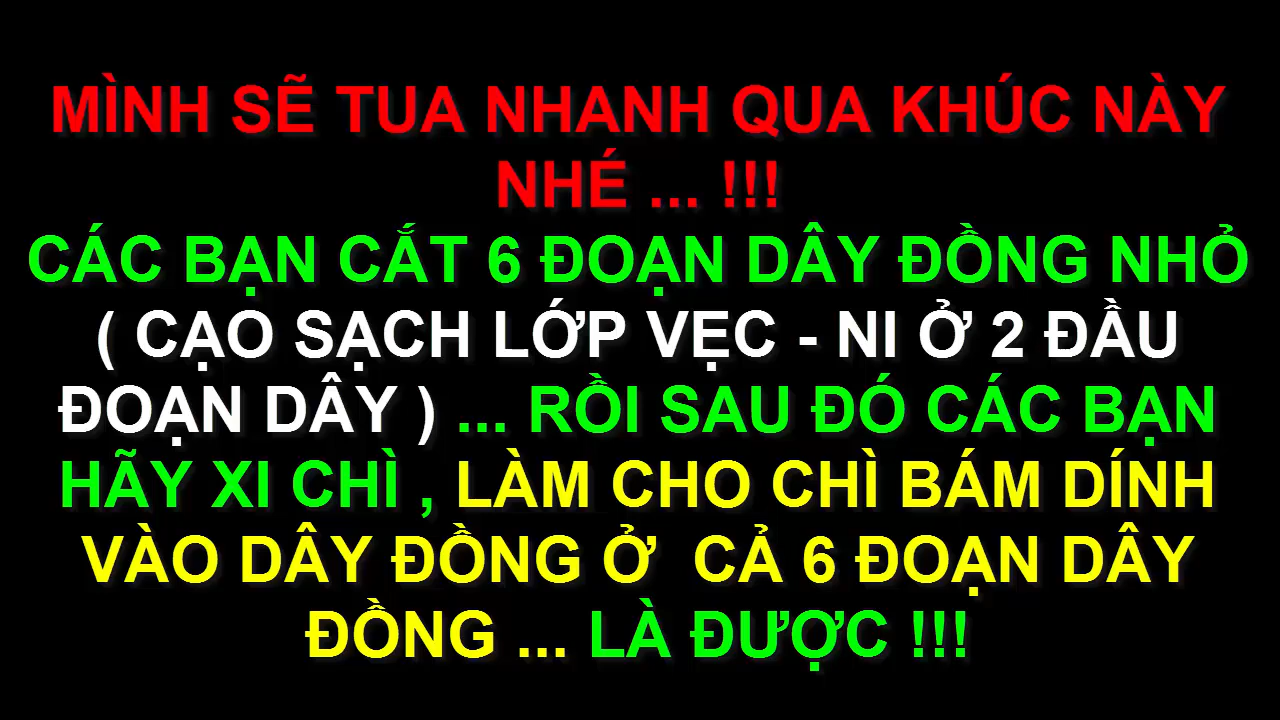 MÌNH SẼ TUA NHANH QUA KHÚC NÀY
NHÉ ... !!!
CÁC BẠN CẮT 6 ĐOẠN DÂY ĐỒNG NHỎ
( CẠO SẠCH LỚP VẸC - NI Ở 2 ĐẦU
ĐOẠN DÂY ) ... RỒI SAU ĐÓ CÁC BẠN
HÃY XI CHÌ , LÀM CHO CHÌ BÁM DÍNH
VÀO DÂY ĐỒNG Ở CẢ 6 ĐOẠN DÂY
ĐỒNG ... LÀ ĐƯỢC !!!